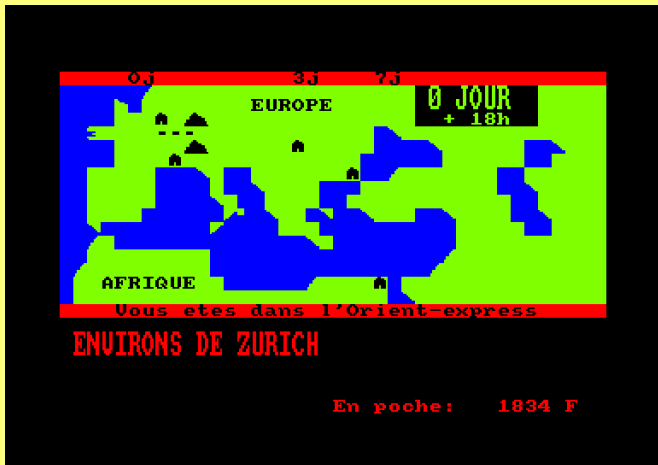 0j 3j 7j
EUROPE
0 JOUR
+ 18h
AFRIQUE
Vous etes dans l'Orient-express
ENVIRONS DE ZURICH
En poche: 1834 F